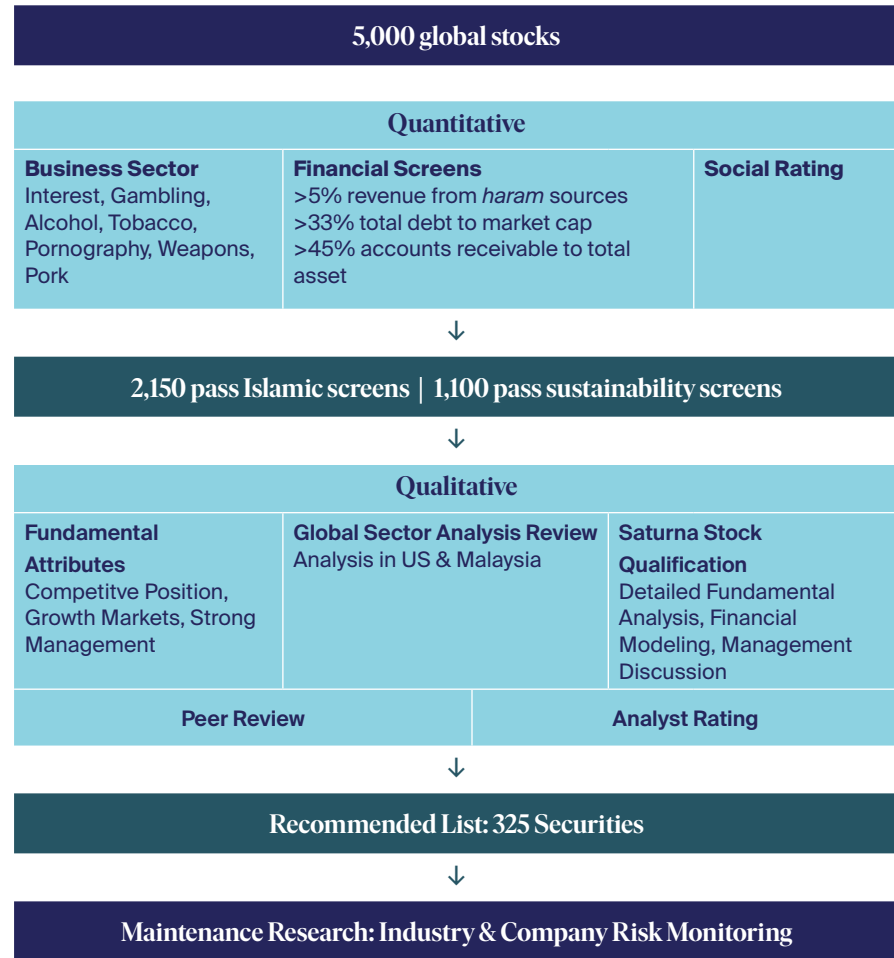 5,000 global stocks
Quantitative
Business Sector
Interest, Gambling,
Alcohol, Tobacco,
Pornography, Weapons,
Pork
Financial Screens
>5% revenue from haram sources
>33% total debt to market cap
>45% accounts receivable to total
asset
Social Rating
2,150 pass Islamic screens | 1,100 pass sustainability screens
Qualitative
Fundamental
Attributes
Competitve Position,
Growth Markets, Strong
Management
Global Sector Analysis Review
Analysis in US & Malaysia
Saturna Stock
Qualification
Detailed Fundamental
Analysis, Financial
Modeling, Management
Discussion
Peer Review
Analyst Rating
Recommended List: 325 Securities
Maintenance Research: Industry & Company Risk Monitoring